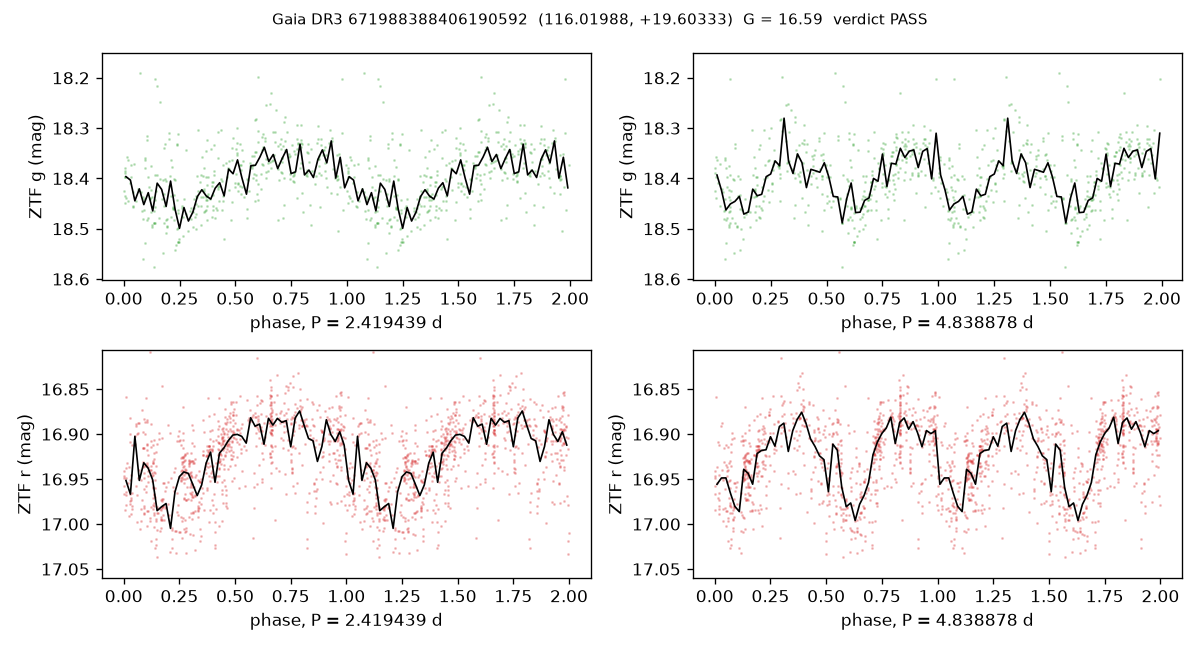 Gaia DR3 671988388406190592 (116.01988, +19.60333) G = 16.59 verdict PASS
ZTF g (mag)
18.2
18.3
18.4
18.5
18.6
0.00 0.25 0.50 0.75 1.00 1.25 1.50 1.75 2.00
phase, P = 2.419439 d
ZTF g (mag)
18.2
18.3
18.4
18.5
18.6
0.00 0.25 0.50 0.75 1.00 1.25 1.50 1.75 2.00
phase, P = 4.838878 d
ZTF r (mag)
16.85
16.90
16.95
17.00
17.05
0.00 0.25 0.50 0.75 1.00 1.25 1.50 1.75 2.00
phase, P = 2.419439 d
ZTF r (mag)
16.85
16.90
16.95
17.00
17.05
0.00 0.25 0.50 0.75 1.00 1.25 1.50 1.75 2.00
phase, P = 4.838878 d